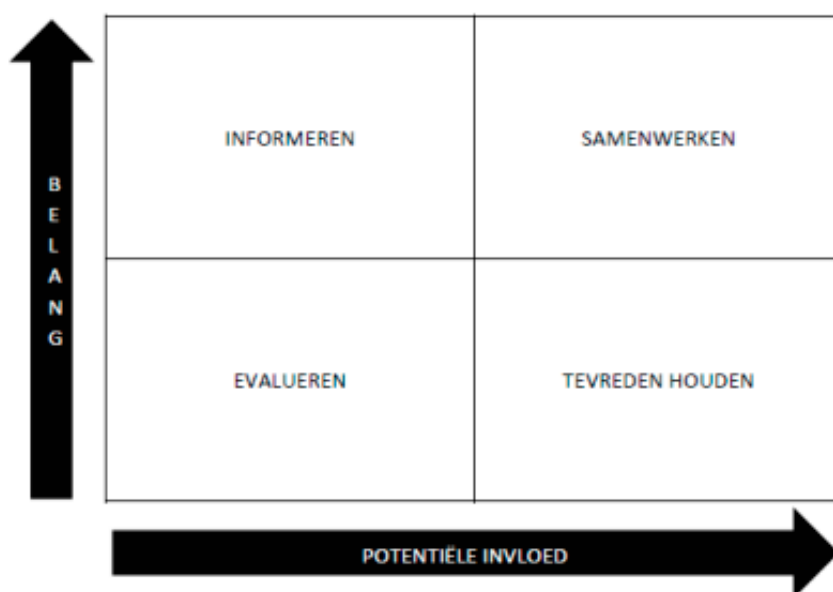 BELANG
INFORMEREN
SAMENWERKEN
EVALUEREN
TEVREDEN HOUDEN
POTENTIËLE INVLOED